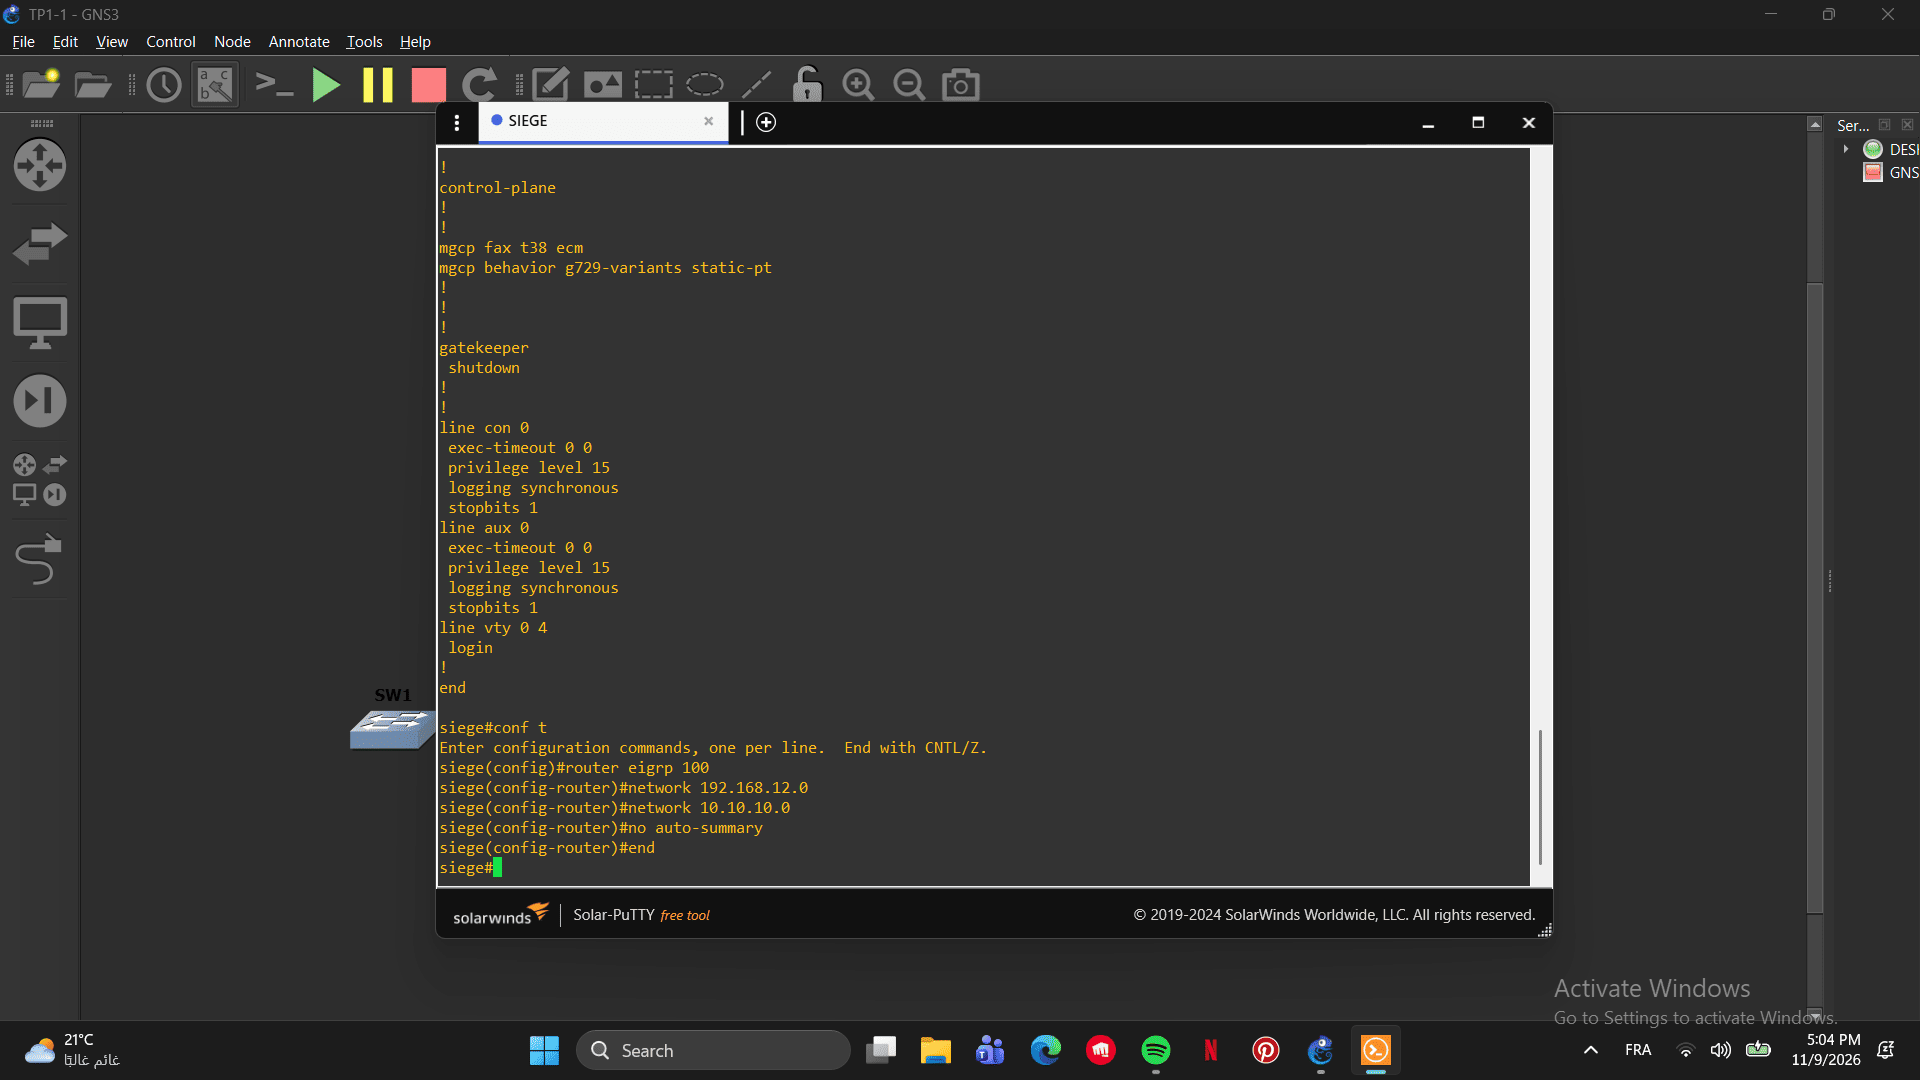 TP1-1 - GNS3
File Edit View Control Node Annotate Tools Help
a c
b
SIEGE
Ser...
DESI
GNS
!
control-plane
!
!
mgcp fax t38 ecm
mgcp behavior g729-variants static-pt
!
!
!
gatekeeper
shutdown
!
!
line con 0
exec-timeout 0 0
privilege level 15
logging synchronous
stopbits 1
line aux 0
exec-timeout 0 0
privilege level 15
logging synchronous
stopbits 1
line vty 0 4
login
!
end
SW1
siege#conf t
Enter configuration commands, one per line.  End with CNTL/Z.
siege(config)#router eigrp 100
siege(config-router)#network 192.168.12.0
siege(config-router)#network 10.10.10.0
siege(config-router)#no auto-summary
siege(config-router)#end
siege#
solarwinds Solar-PuTTY free tool © 2019-2024 SolarWinds Worldwide, LLC. All rights reserved.
Activate Windows
Go to Settings to activate Windows.
21°C
غائم غالبًا
Search
FRA
5:04 PM
11/9/2026